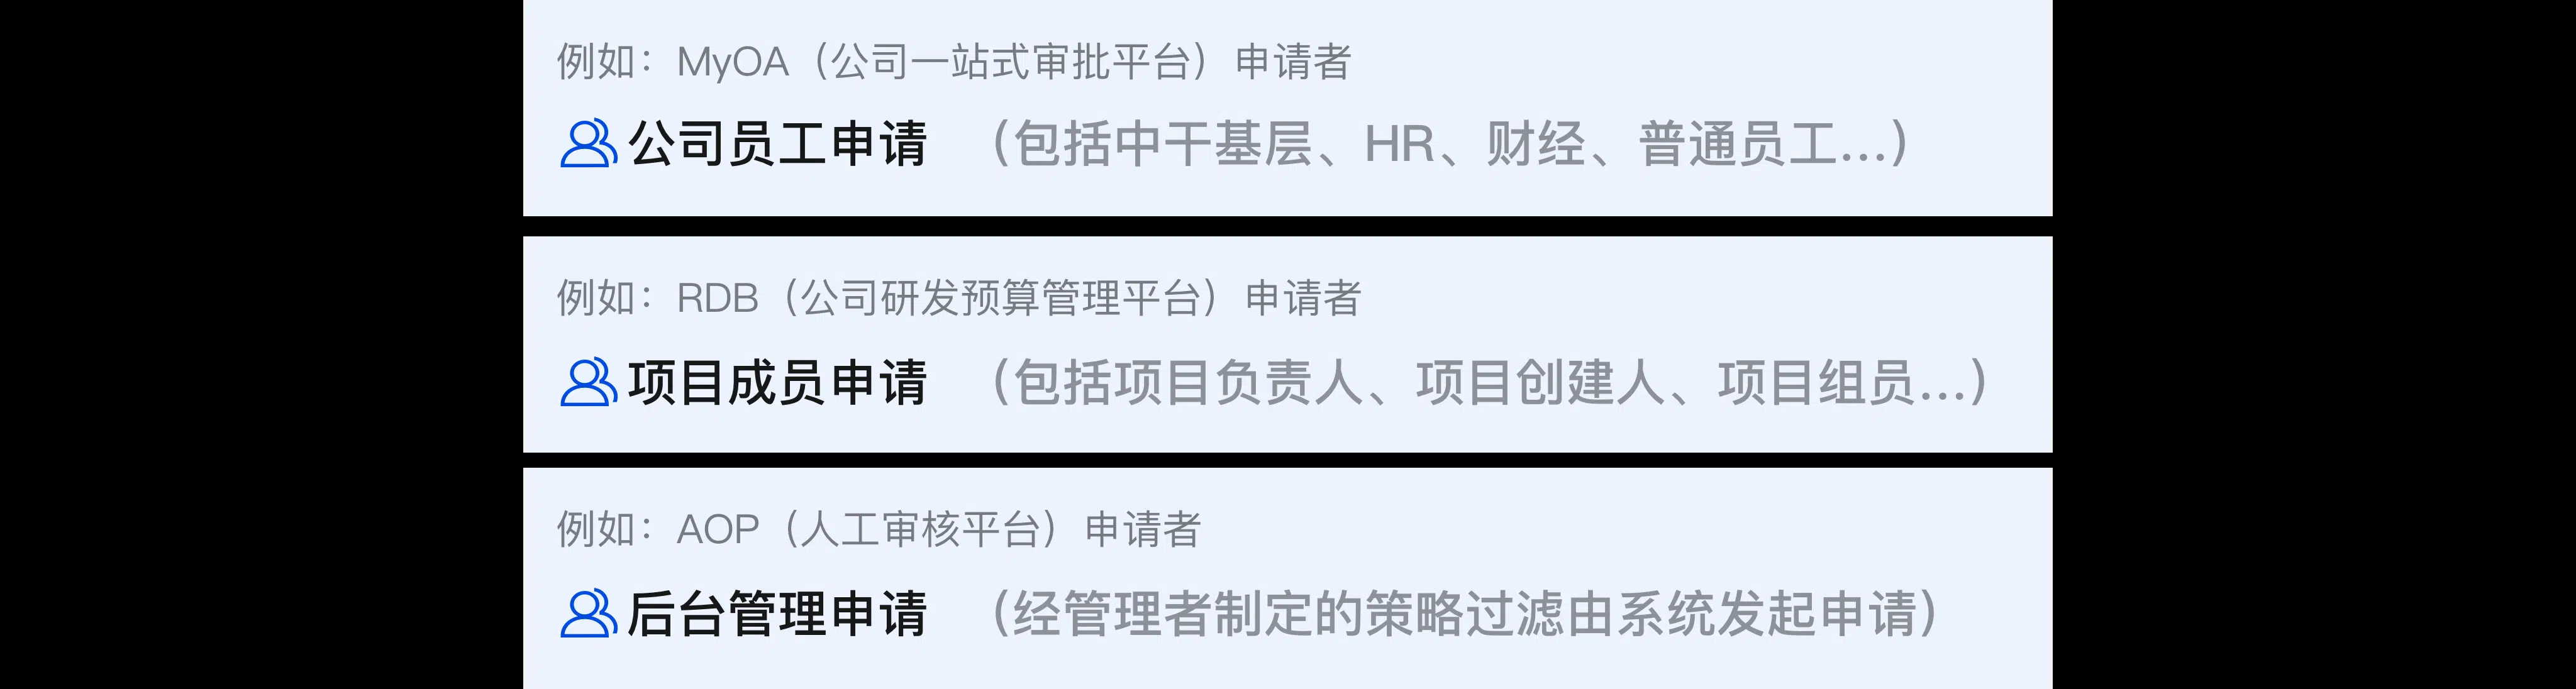 例如：MyOA（公司一站式审批平台）申请者
公司员工申请 （包括中干基层、HR、财经、普通员工...）
例如：RDB（公司研发预算管理平台）申请者
项目成员申请 （包括项目负责人、项目创建人、项目组员...）
例如：AOP（人工审核平台）申请者
后台管理申请 （经管理者制定的策略过滤由系统发起申请）